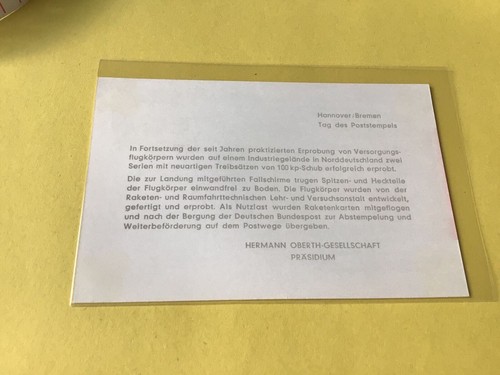 Hannover/Bremen
Tag des Poststempels
In Fortsetzung der seit Jahren praktizierten Erprobung von Versorgungs-
flugkörpern wurden auf einem Industriegelände in Norddeutschland zwei
Serien mit neuartigen Treibsätzen von 100 kp-Schub erfolgreich erprobt.
Die zur Landung mitgeführten Fallschirme trugen Spitzen- und Heckteile
der Flugkörper einwandfrei zu Boden. Die Flugkörper wurden von der
Raketen- und Raumfahrttechnischen Lehr- und Versuchsanstalt entwickelt,
gefertigt und erprobt. Als Nutzlast wurden Raketenkarten mitgeflogen
und nach der Bergung der Deutschen Bundespost zur Abstempelung und
Weiterbeförderung auf dem Postwege übergeben.
HERMANN OBERTH-GESELLSCHAFT
PRÄSIDIUM